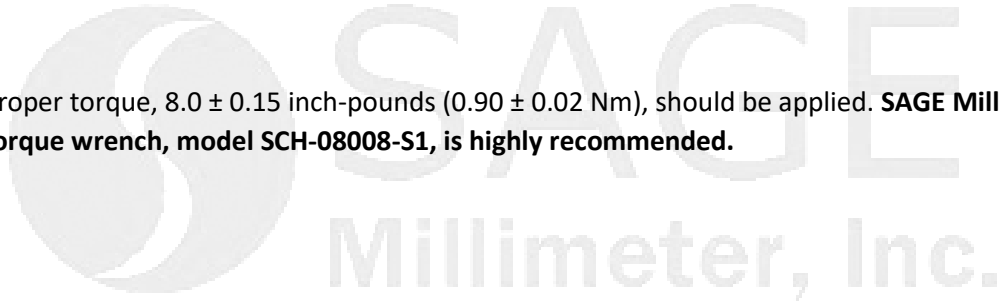 SAGE
roper torque, 8.0 ± 0.15 inch-pounds (0.90 ± 0.02 Nm), should be applied. SAGE Mill
orque wrench, model SCH-08008-S1, is highly recommended.
Millimeter, Inc.